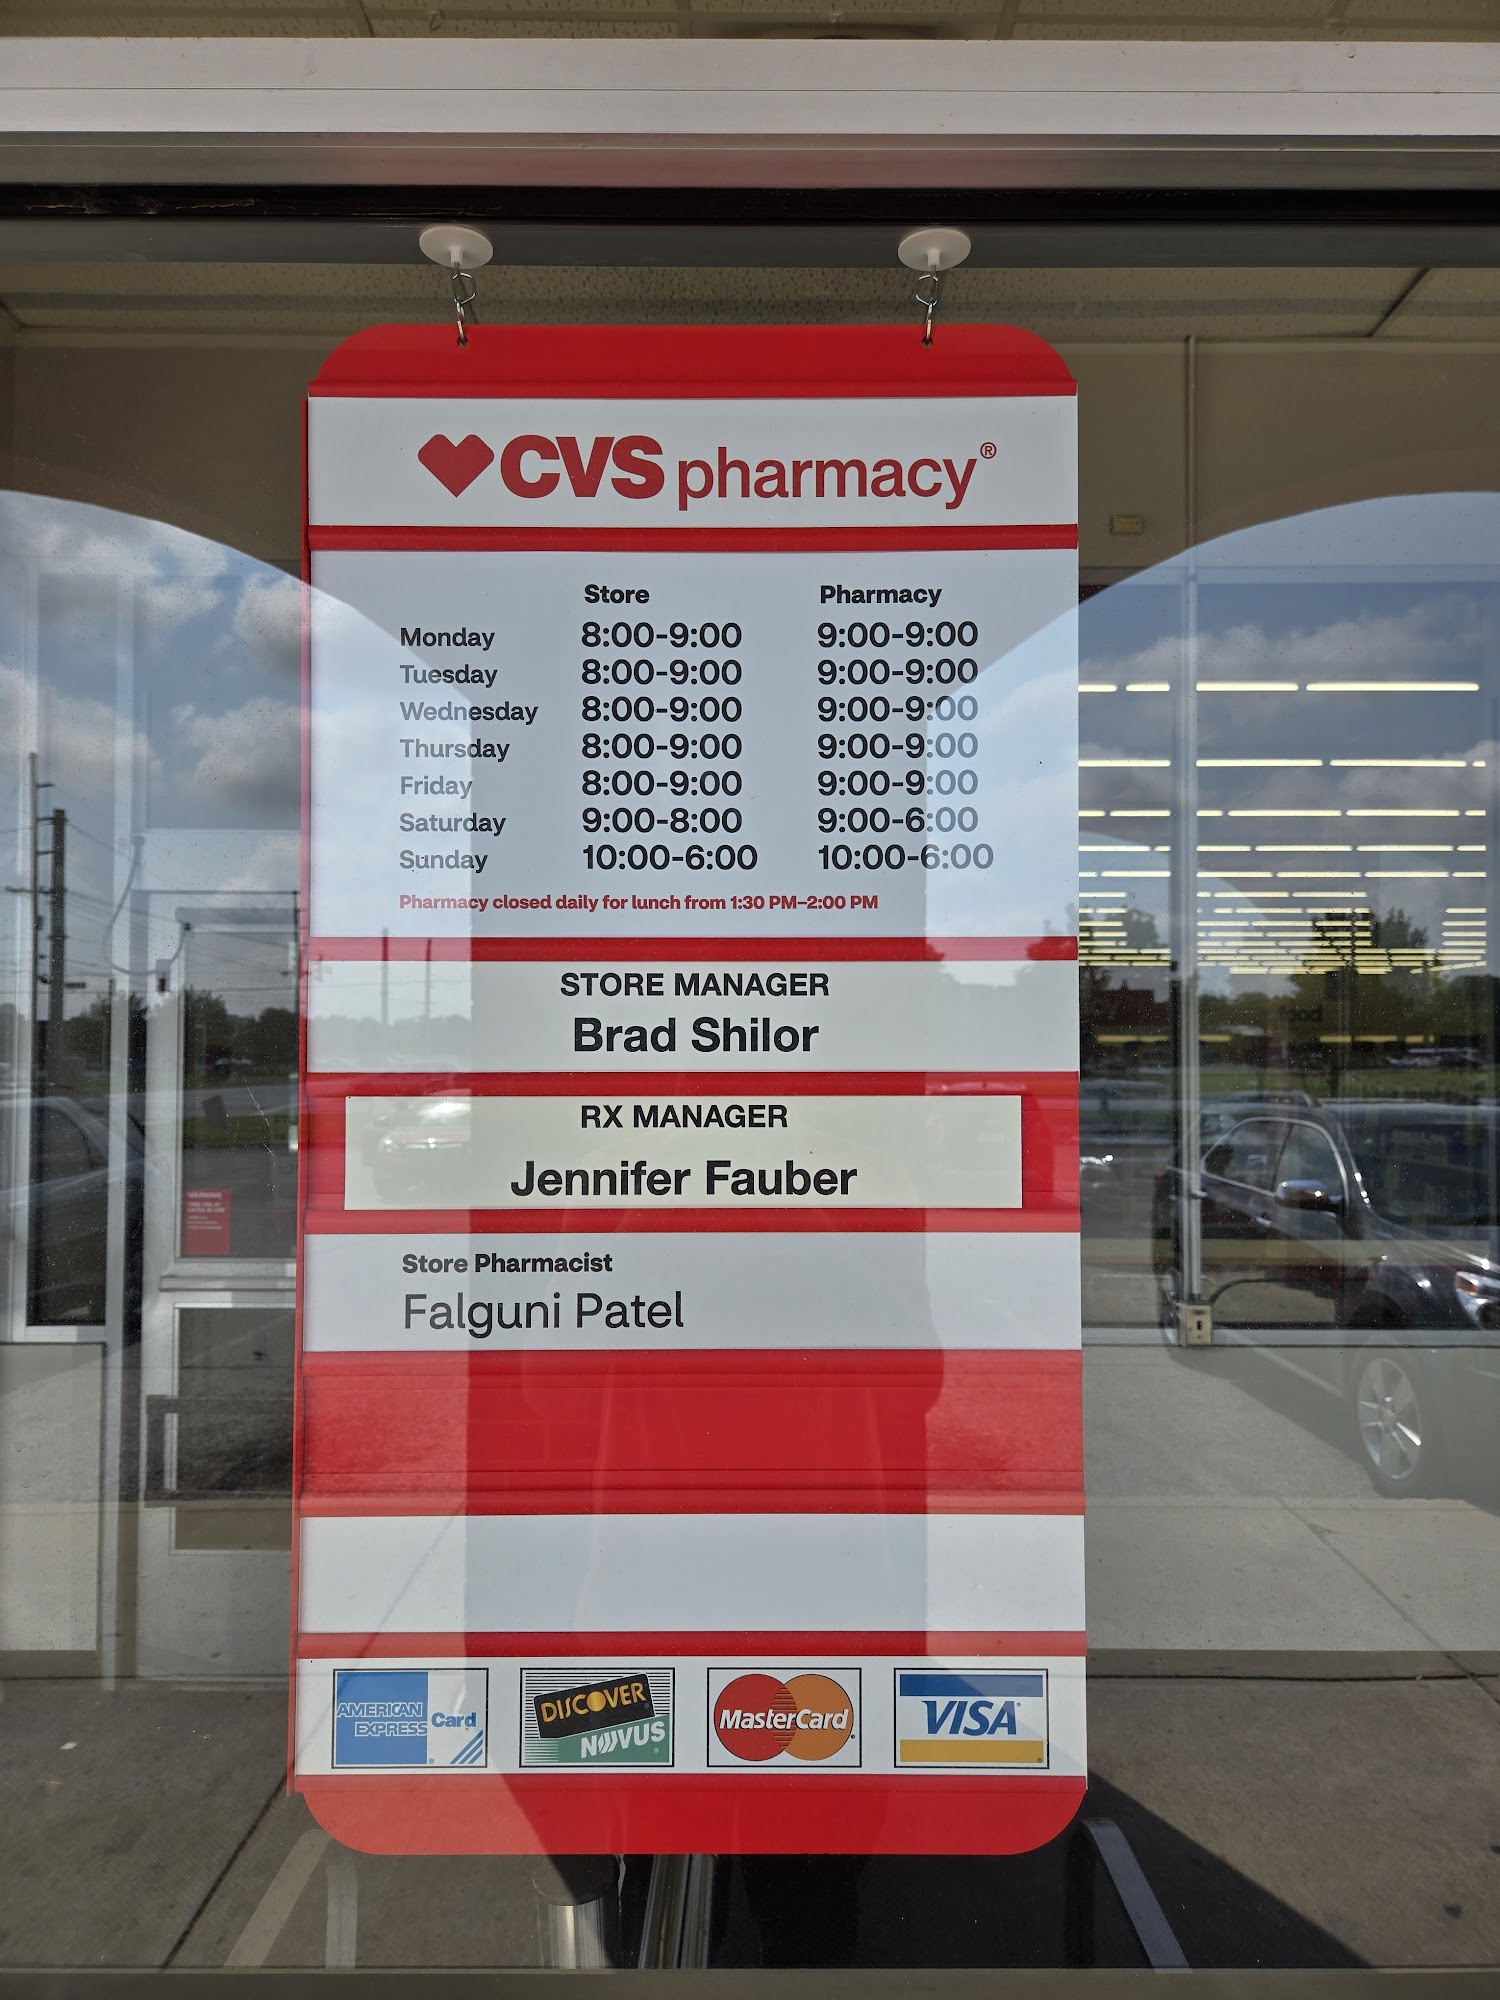 CVS pharmacy®
Store Pharmacy
Monday 8:00-9:00 9:00-9:00
Tuesday 8:00-9:00 9:00-9:00
Wednesday 8:00-9:00 9:00-9:00
Thursday 8:00-9:00 9:00-9:00
Friday 8:00-9:00 9:00-9:00
Saturday 9:00-8:00 9:00-6:00
Sunday 10:00-6:00 10:00-6:00
Pharmacy closed daily for lunch from 1:30 PM–2:00 PM
STORE MANAGER
Brad Shilor
RX MANAGER
Jennifer Fauber
Store Pharmacist
Falguni Patel
AMERICAN EXPRESS Card
DISCOVER
NOVUS
MasterCard
VISA
WARNING
food